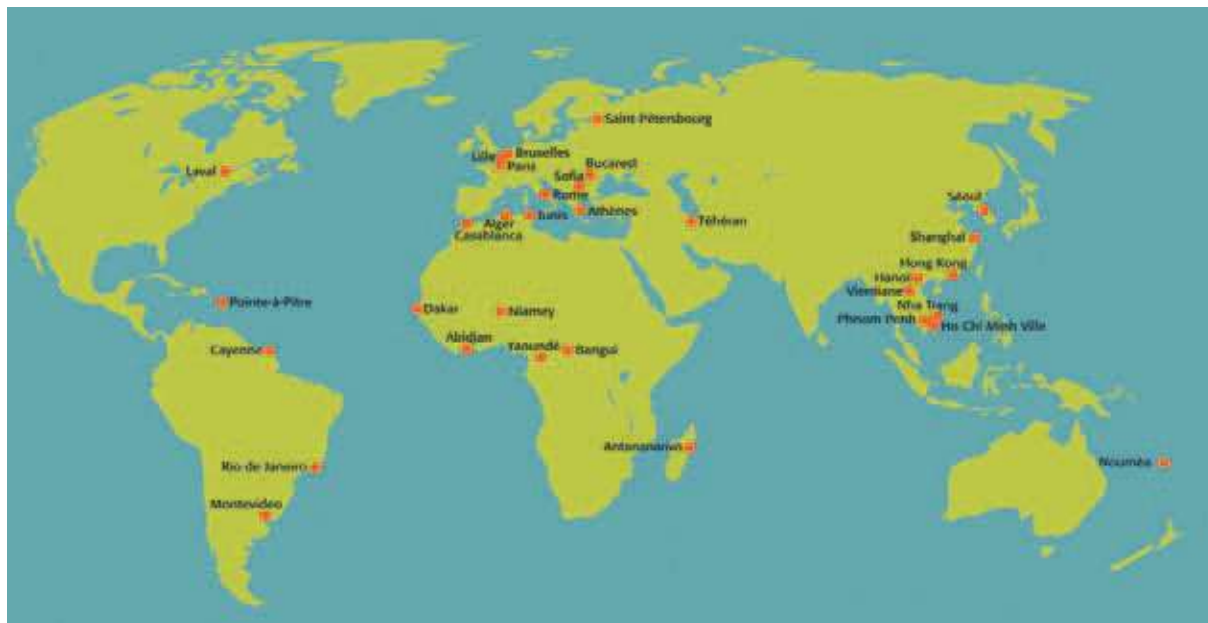 Saint-Pétersbourg
Bruxelles
Lille
Paris
Bucarest
Laval
Sofia
Rome
Séoul
Athènes
Tunis
Alger
Téhéran
Casablanca
Shanghai
Hong Kong
Hanoi
Vientiane
Pointe-à-Pitre
Nha Trang
Dakar
Niamey
Phnom Penh
Ho Chi Minh Ville
Abidjan
Yaoundé
Cayenne
Bangui
Antananarivo
Nouméa
Rio de Janeiro
Montevideo